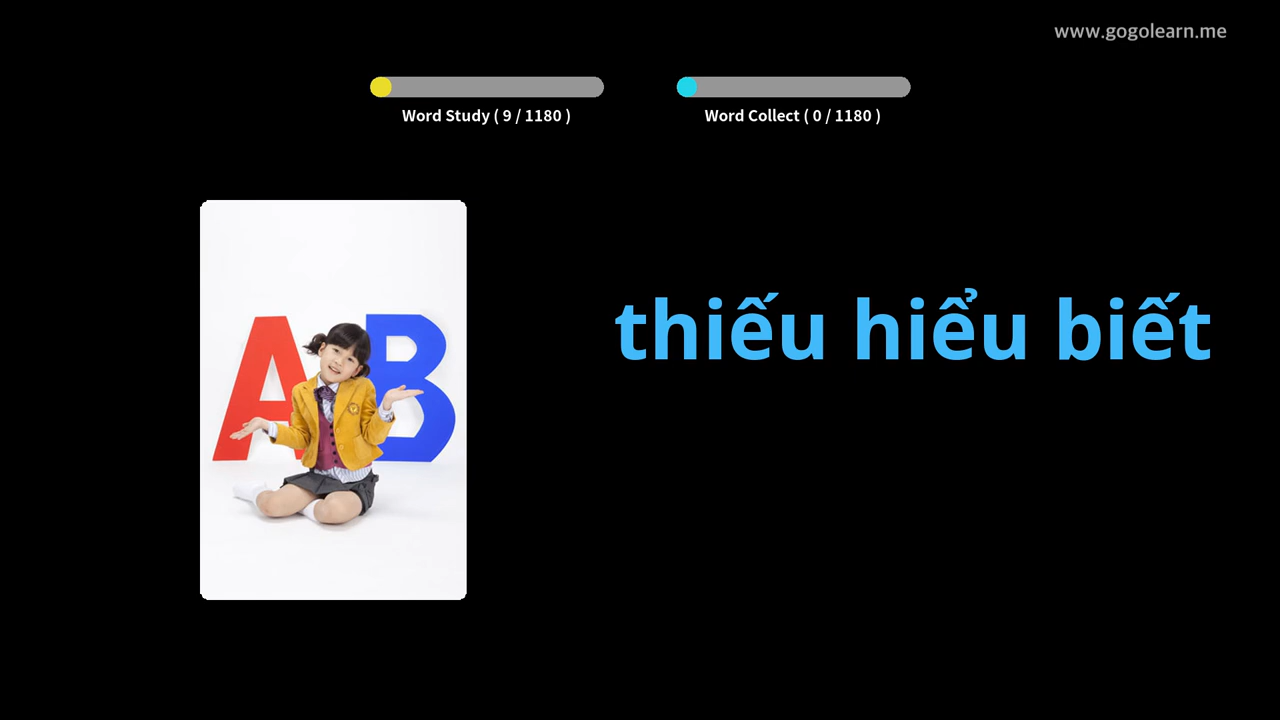 www.gogolearn.me
Word Study ( 9 / 1180 )
Word Collect ( 0 / 1180 )
A B
thiếu hiểu biết